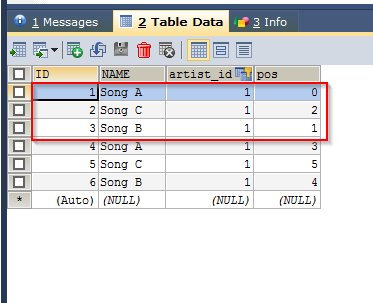 1 Messages 2 Table Data 3 Info
ID NAME artist_id pos
1 Song A 1 0
2 Song C 1 2
3 Song B 1 1
4 Song A 1 3
5 Song C 1 5
6 Song B 1 4
* (Auto) (NULL) (NULL) (NULL)